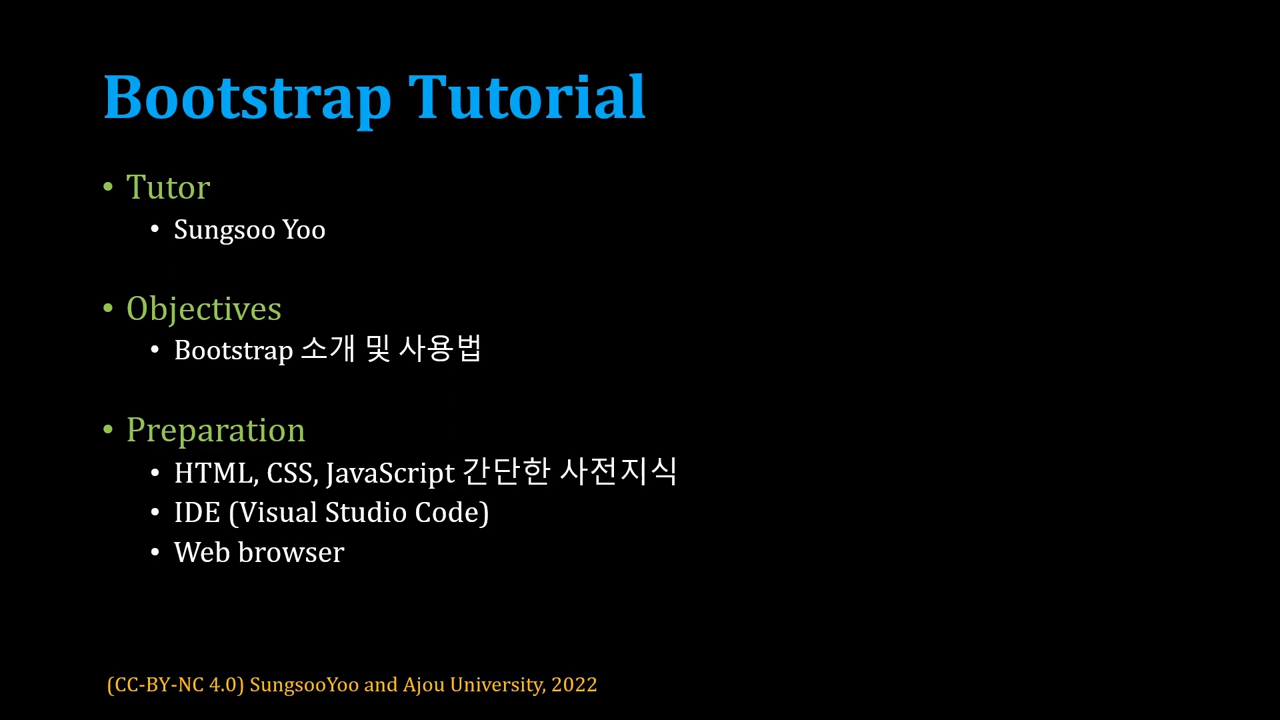 Bootstrap Tutorial
• Tutor
• Sungsoo Yoo
• Objectives
• Bootstrap 소개 및 사용법
• Preparation
• HTML, CSS, JavaScript 간단한 사전지식
• IDE (Visual Studio Code)
• Web browser
(CC-BY-NC 4.0) SungsooYoo and Ajou University, 2022